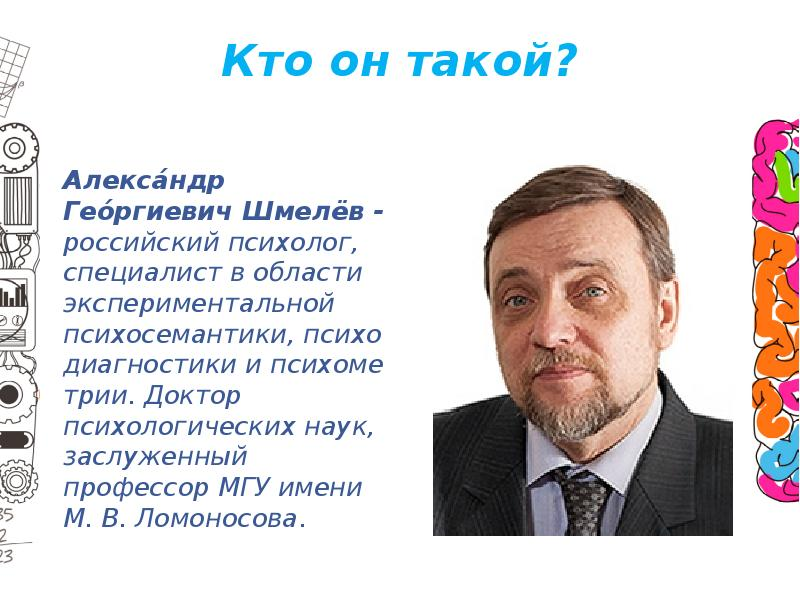 Кто он такой?
Алекса́ндр
Гео́ргиевич Шмелёв -
российский психолог,
специалист в области
экспериментальной
психосемантики, психо
диагностики и психоме
трии. Доктор
психологических наук,
заслуженный
профессор МГУ имени
М. В. Ломоносова.
35
2
23